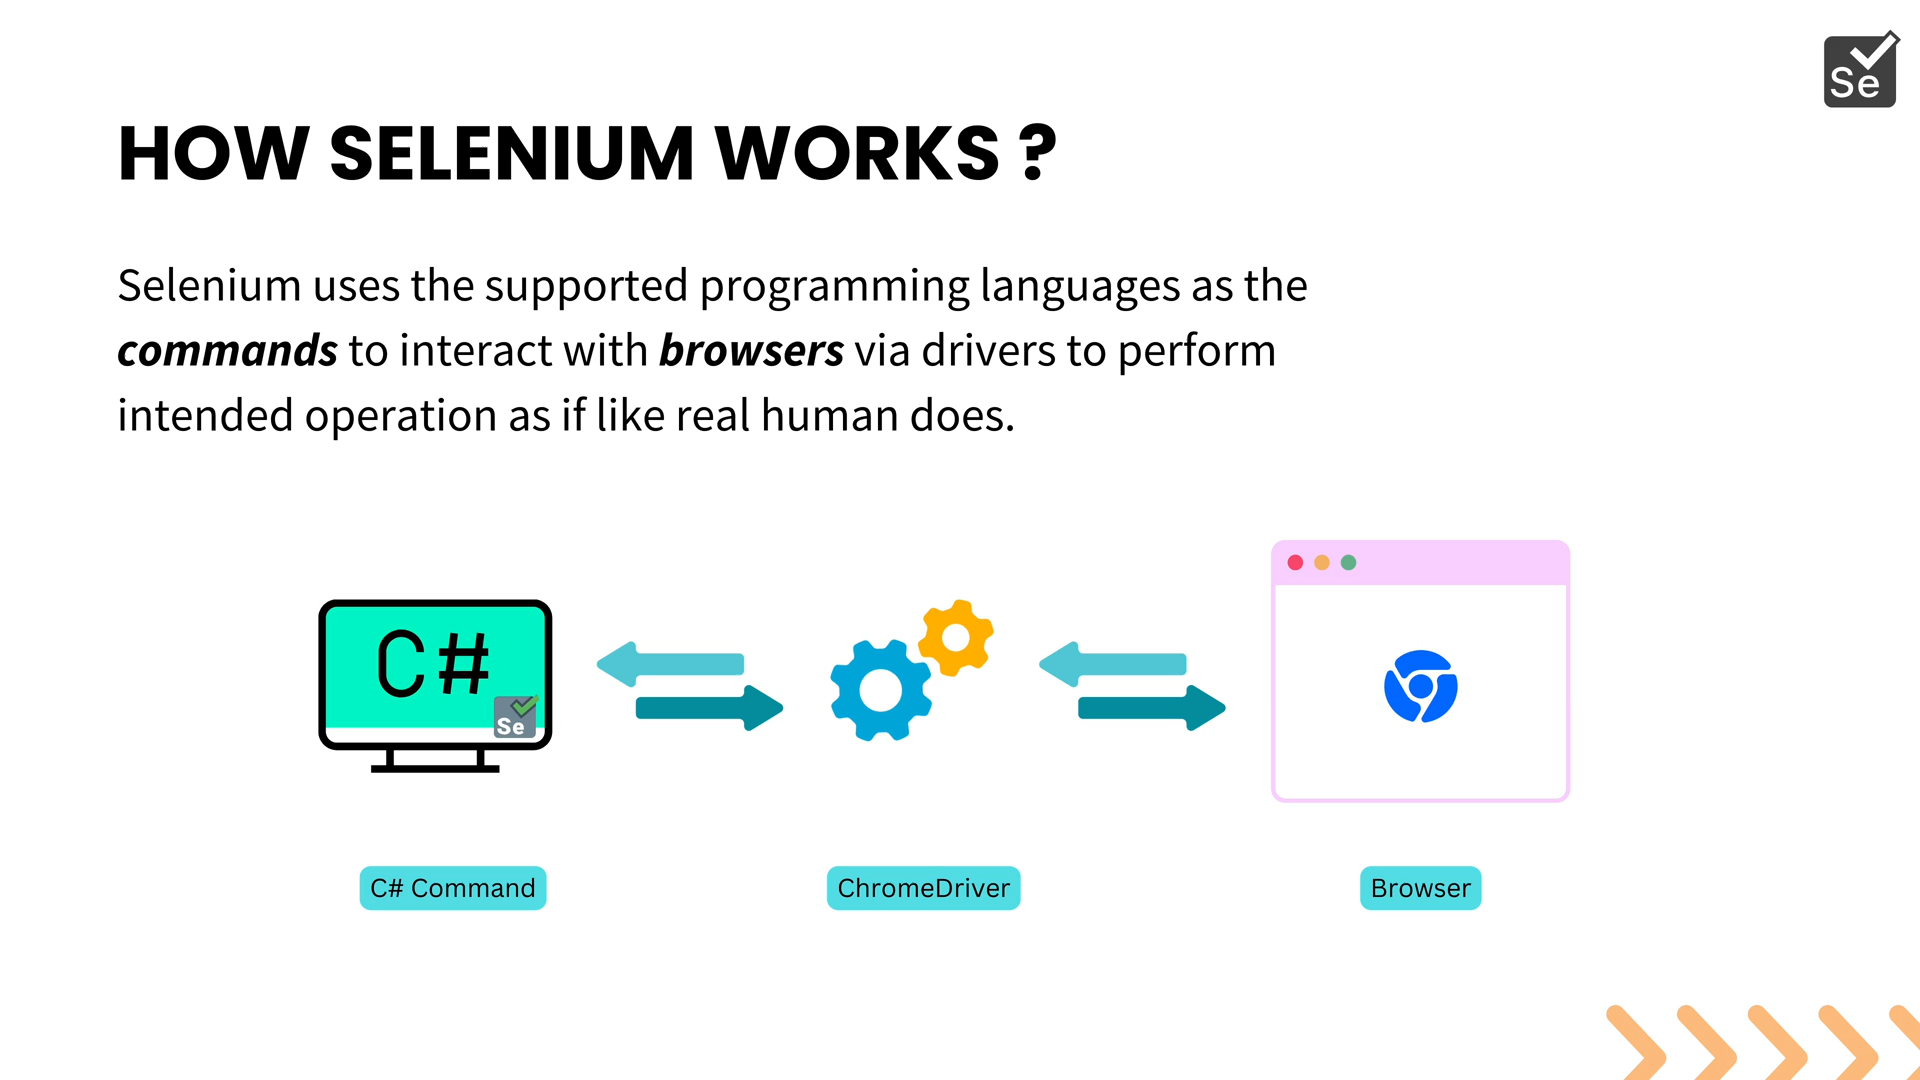 Se
HOW SELENIUM WORKS ?
Selenium uses the supported programming languages as the
commands to interact with browsers via drivers to perform
intended operation as if like real human does.
C#
Se
C# Command
ChromeDriver
Browser